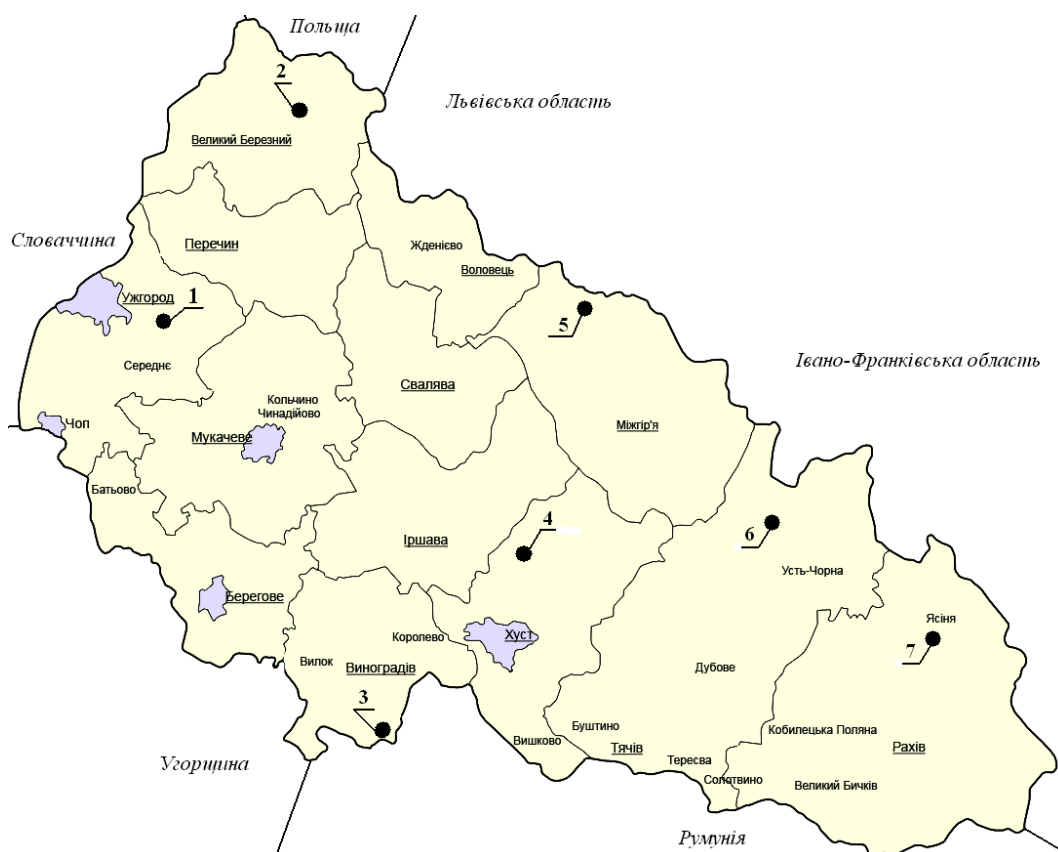 Польща
2
Львівська область
Великий Березний
Словаччина
Перечин
Жденієво
Воловець
Ужгород
1
5
Івано-Франківська область
Середнє
Свалява
Кольчино
Чинадійово
Чоп
Мукачеве
Міжгір'я
Батьово
4
6
Іршава
Усть-Чорна
Берегове
Ясіня
Королево
Хуст
7
Вилок
Виноградів
Дубове
3
Буштино
Кобилецька Поляна
Вишково
Тячів
Рахів
Тересва
Угорщина
Солотвино
Великий Бичків
Румунія